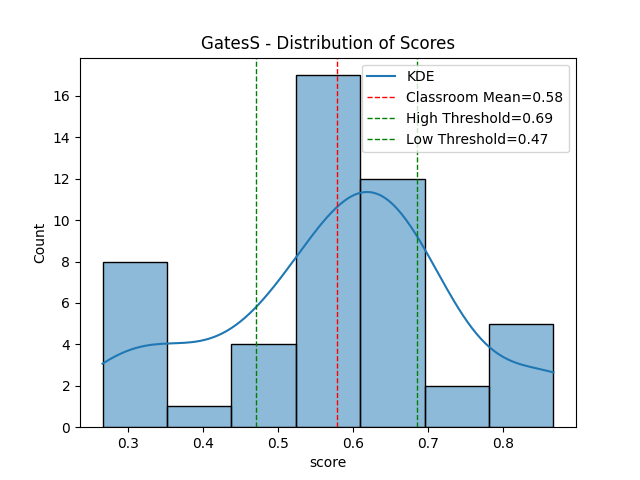 GatesS - Distribution of Scores
KDE
Classroom Mean=0.58
High Threshold=0.69
Low Threshold=0.47
16
14
12
10
8
6
4
2
0
Count
0.3 0.4 0.5 0.6 0.7 0.8
score